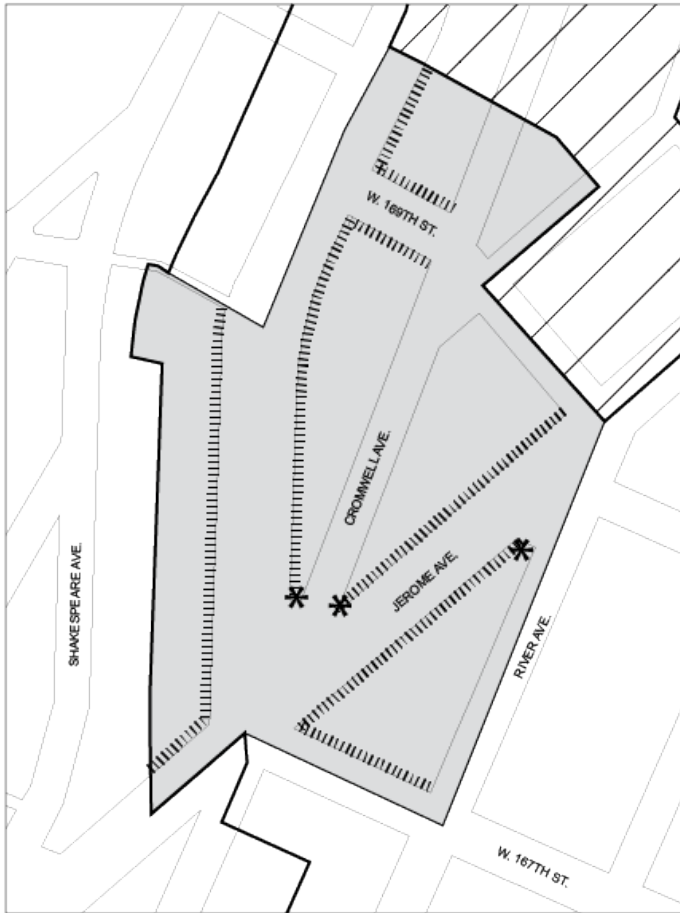 W. 169TH ST.
CROMWELL AVE.
JEROME AVE.
SHAKESPEARE AVE.
RIVER AVE.
W. 167TH ST.